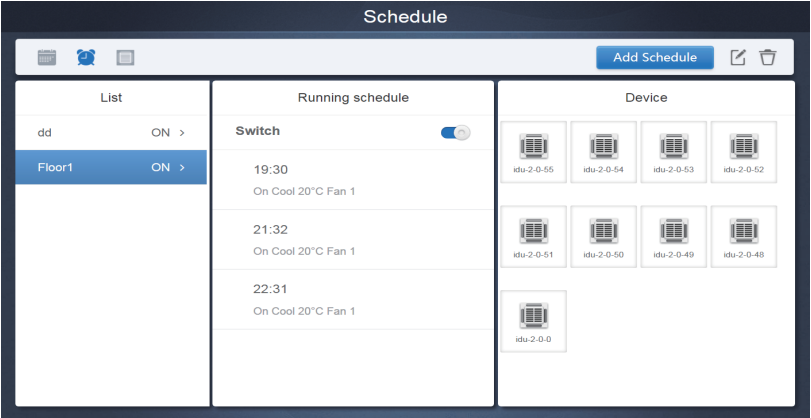 Schedule
Add Schedule
List
dd ON >
Floor1 ON >
Running schedule
Switch
19:30
On Cool 20°C Fan 1
21:32
On Cool 20°C Fan 1
22:31
On Cool 20°C Fan 1
Device
idu-2-0-55 idu-2-0-54 idu-2-0-53 idu-2-0-52
idu-2-0-51 idu-2-0-50 idu-2-0-49 idu-2-0-48
idu-2-0-0